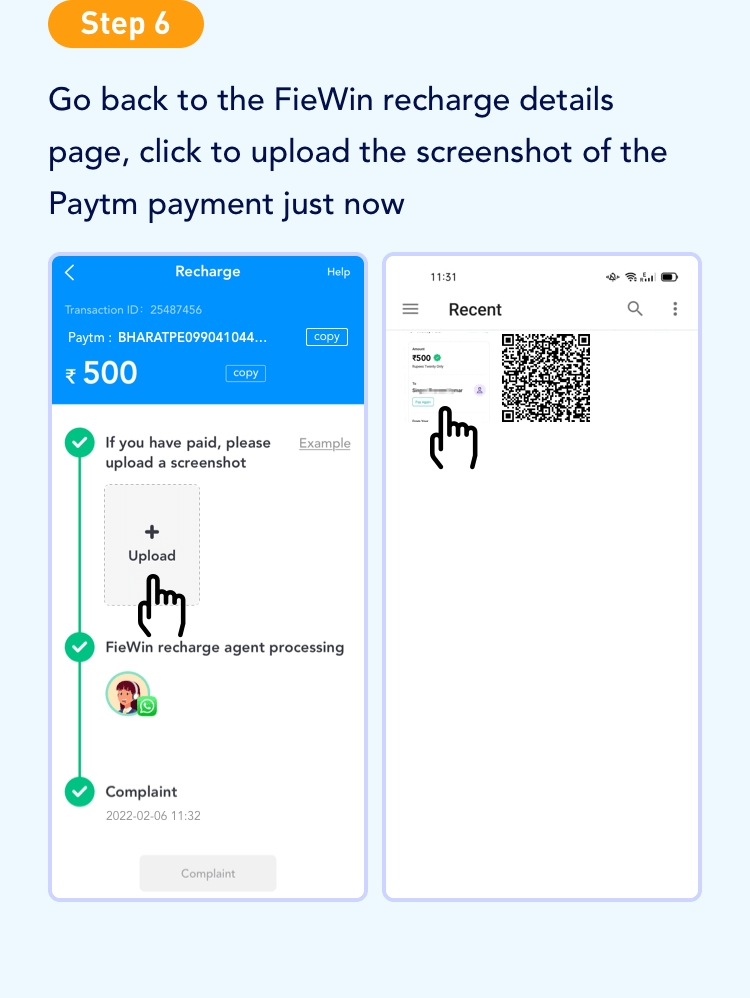 Step 6
Go back to the FieWin recharge details
page, click to upload the screenshot of the
Paytm payment just now
Recharge
Help
Transaction ID: 25487456
Paytm : BHARATPE099041044...
copy
₹ 500
copy
If you have paid, please
upload a screenshot
Example
+
Upload
FieWin recharge agent processing
Complaint
2022-02-06 11:32
Complaint
11:31
Recent
Amount
₹500
Rupees Twenty Only
To
Pay Again